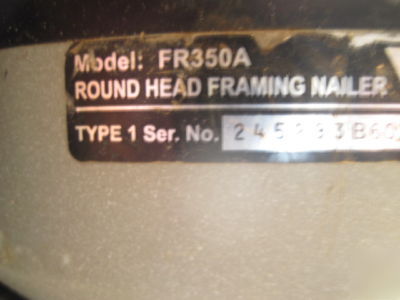 Model: FR350A
ROUND HEAD FRAMING NAILER
TYPE 1 Ser. No.